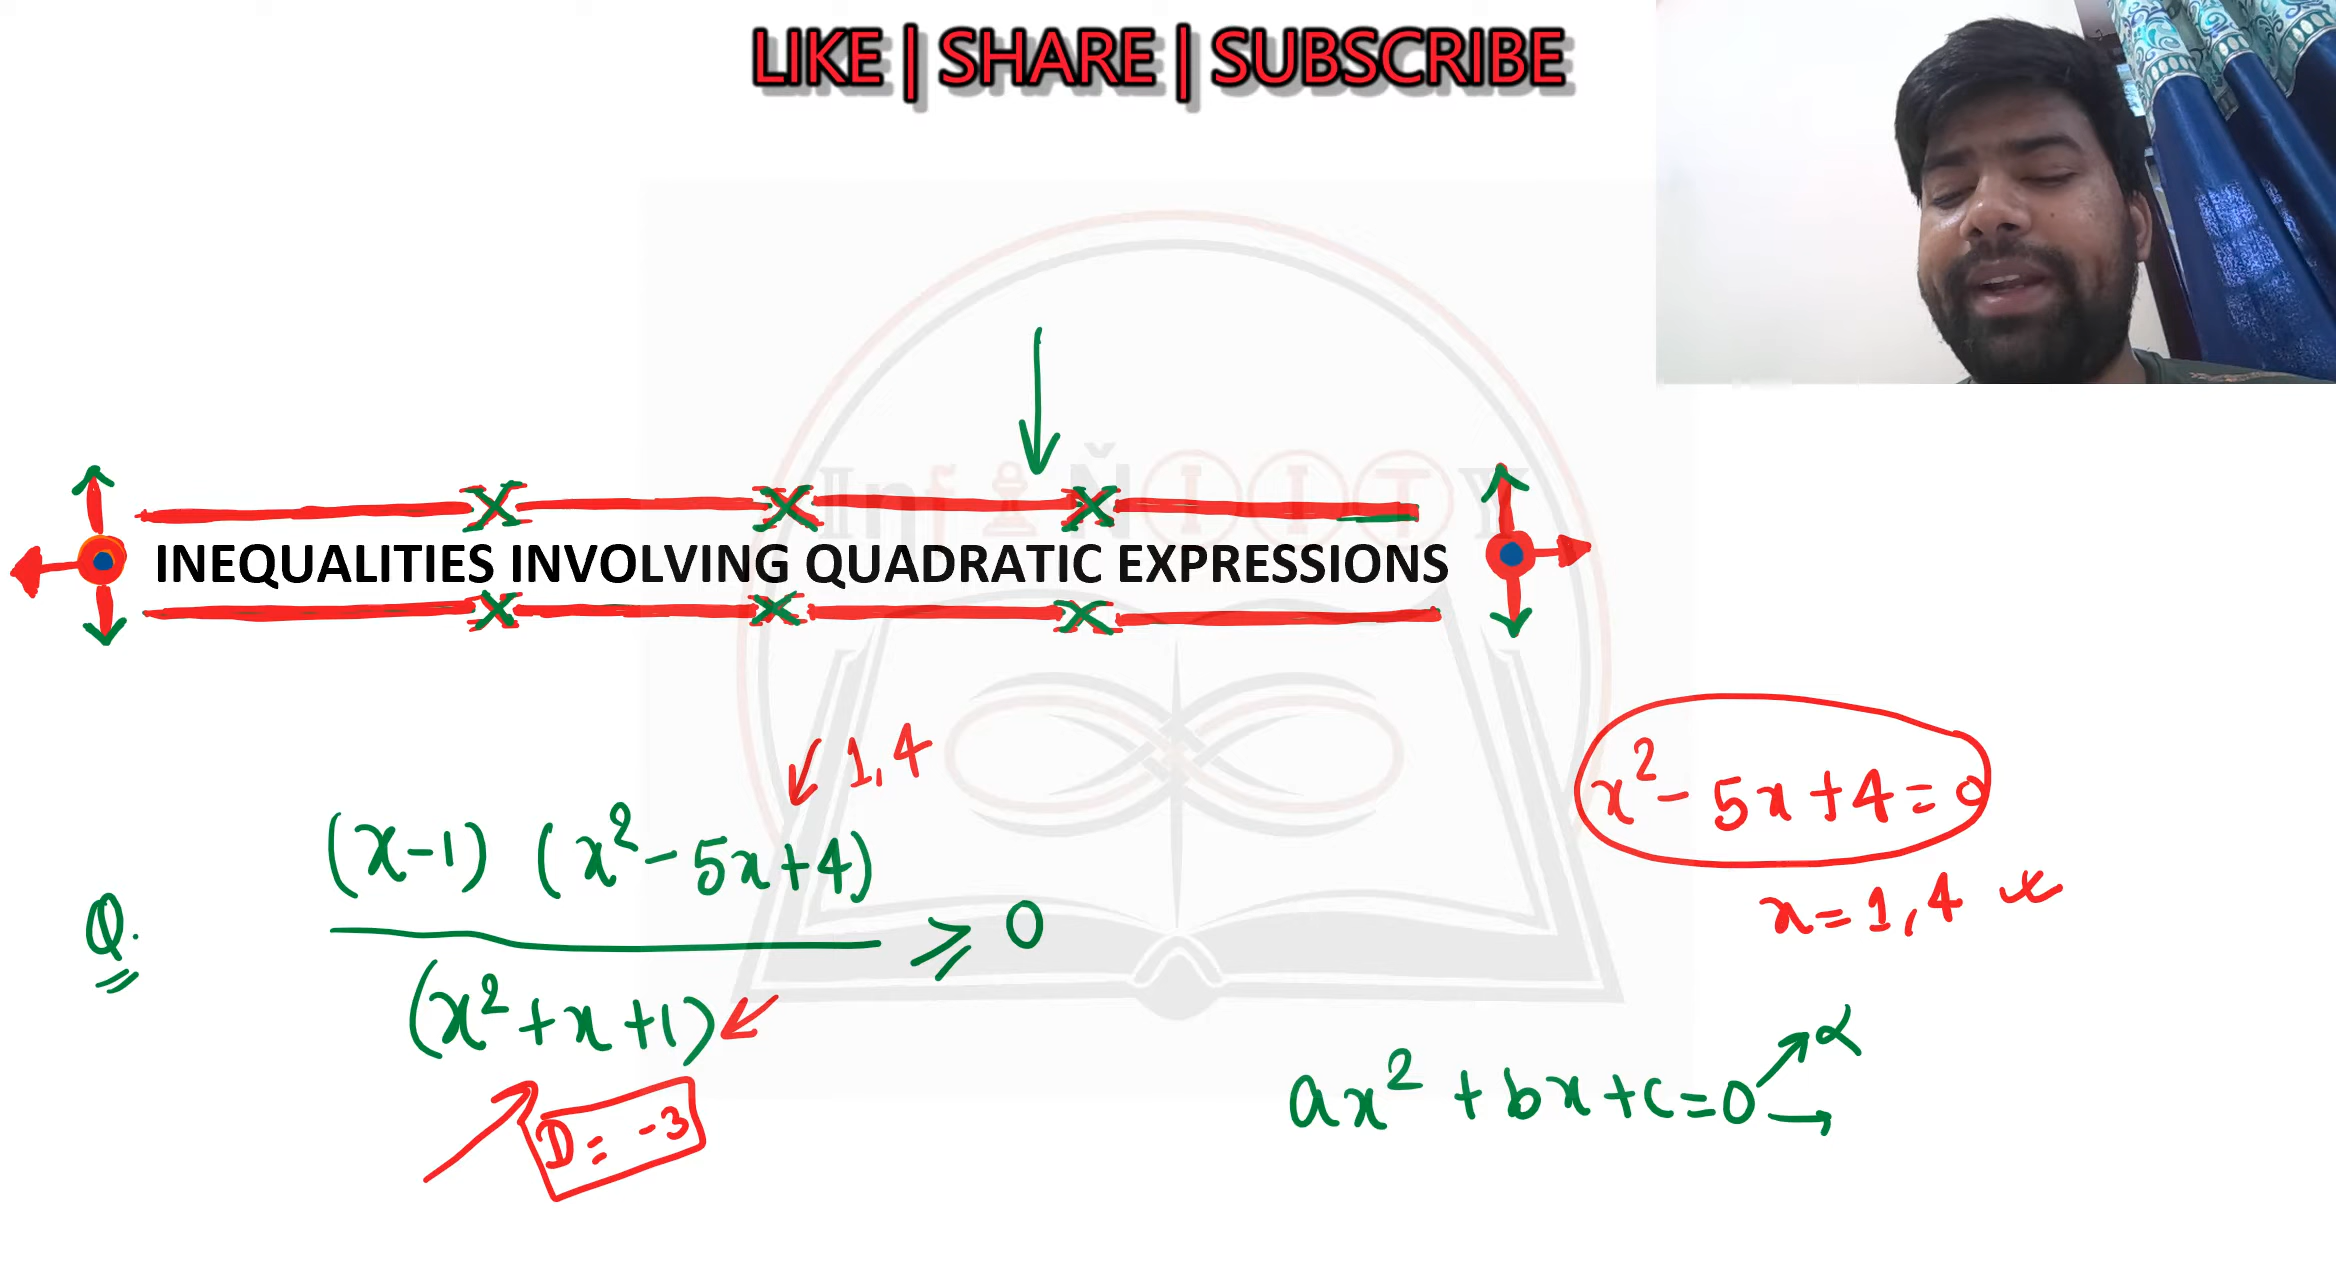 LIKE | SHARE | SUBSCRIBE
InfIŇIITY
INEQUALITIES INVOLVING QUADRATIC EXPRESSIONS
1,4
x² - 5x + 4 = 0
x = 1, 4
Q.
(x-1) (x² - 5x + 4)
≥ 0
(x² + x + 1)
D = -3
ax² + bx + c = 0
α